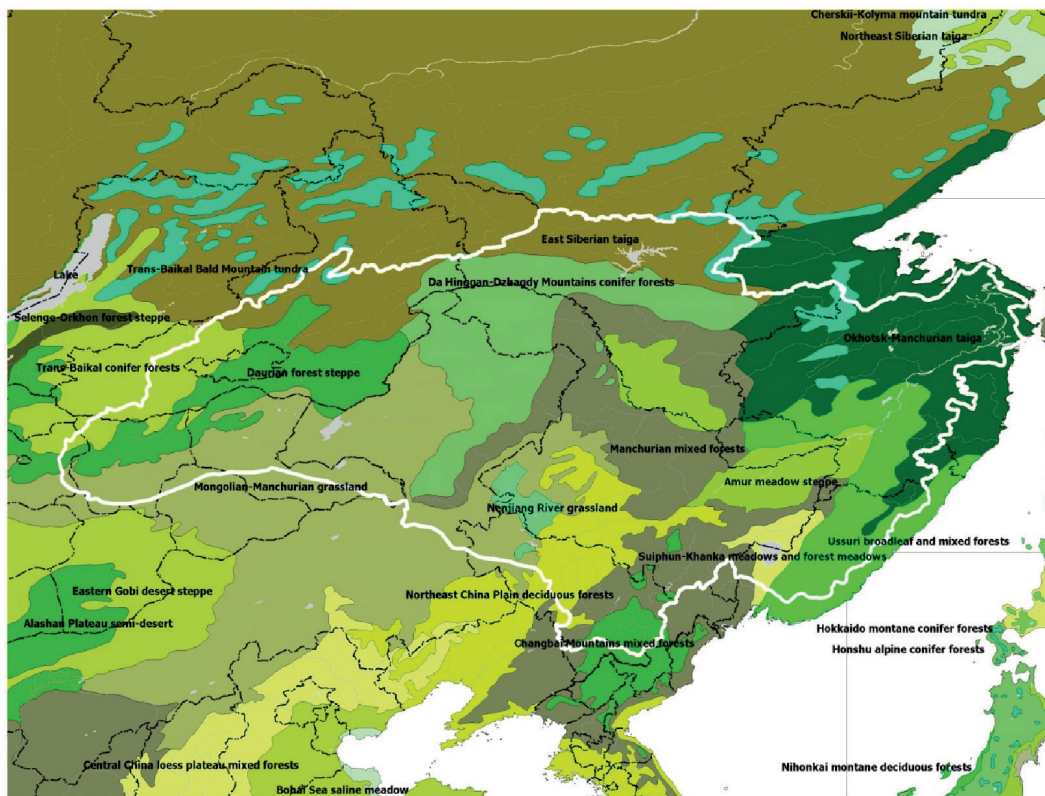 Cherskii-Kolyma mountain tundra
Northeast Siberian taiga
East Siberian taiga
Trans-Baikal Bald Mountain tundra
Lake
Da Hinggan-Dzhagdy Mountains conifer forests
Selenge-Orkhon forest steppe
Okhotsk-Manchurian taiga
Trans-Baikal conifer forests
Daurian forest steppe
Manchurian mixed forests
Amur meadow steppe
Mongolian-Manchurian grassland
Nenjiang River grassland
Ussuri broadleaf and mixed forests
Suiphun-Khanka meadows and forest meadows
Eastern Gobi desert steppe
Northeast China Plain deciduous forests
Alashan Plateau semi-desert
Hokkaido montane conifer forests
Changbai Mountains mixed forests
Honshu alpine conifer forests
Central China loess plateau mixed forests
Nihonkai montane deciduous forests
Bohai Sea saline meadow